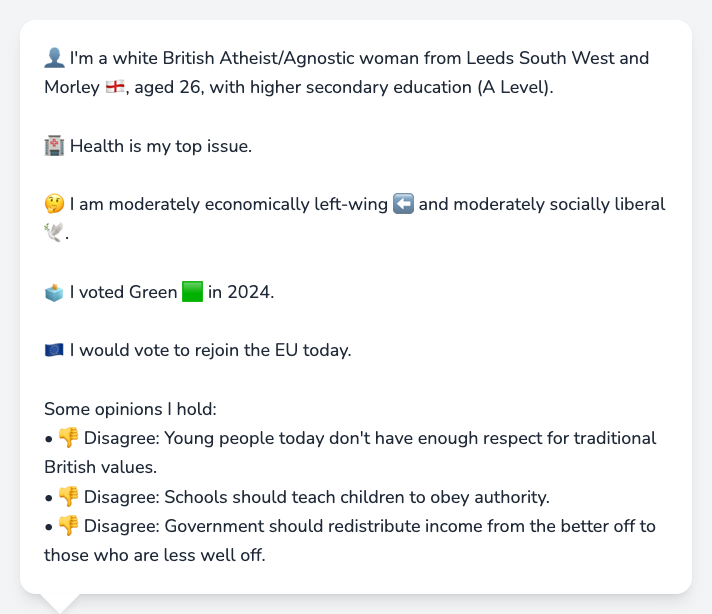 👤 I'm a white British Atheist/Agnostic woman from Leeds South West and
Morley 🏴󠁧󠁢󠁥󠁮󠁧󠁿, aged 26, with higher secondary education (A Level).
🏥 Health is my top issue.
🤔 I am moderately economically left-wing ⬅️ and moderately socially liberal
🕊️.
🗳️ I voted Green 🟩 in 2024.
🇪🇺 I would vote to rejoin the EU today.
Some opinions I hold:
• 👎 Disagree: Young people today don't have enough respect for traditional
British values.
• 👎 Disagree: Schools should teach children to obey authority.
• 👎 Disagree: Government should redistribute income from the better off to
those who are less well off.